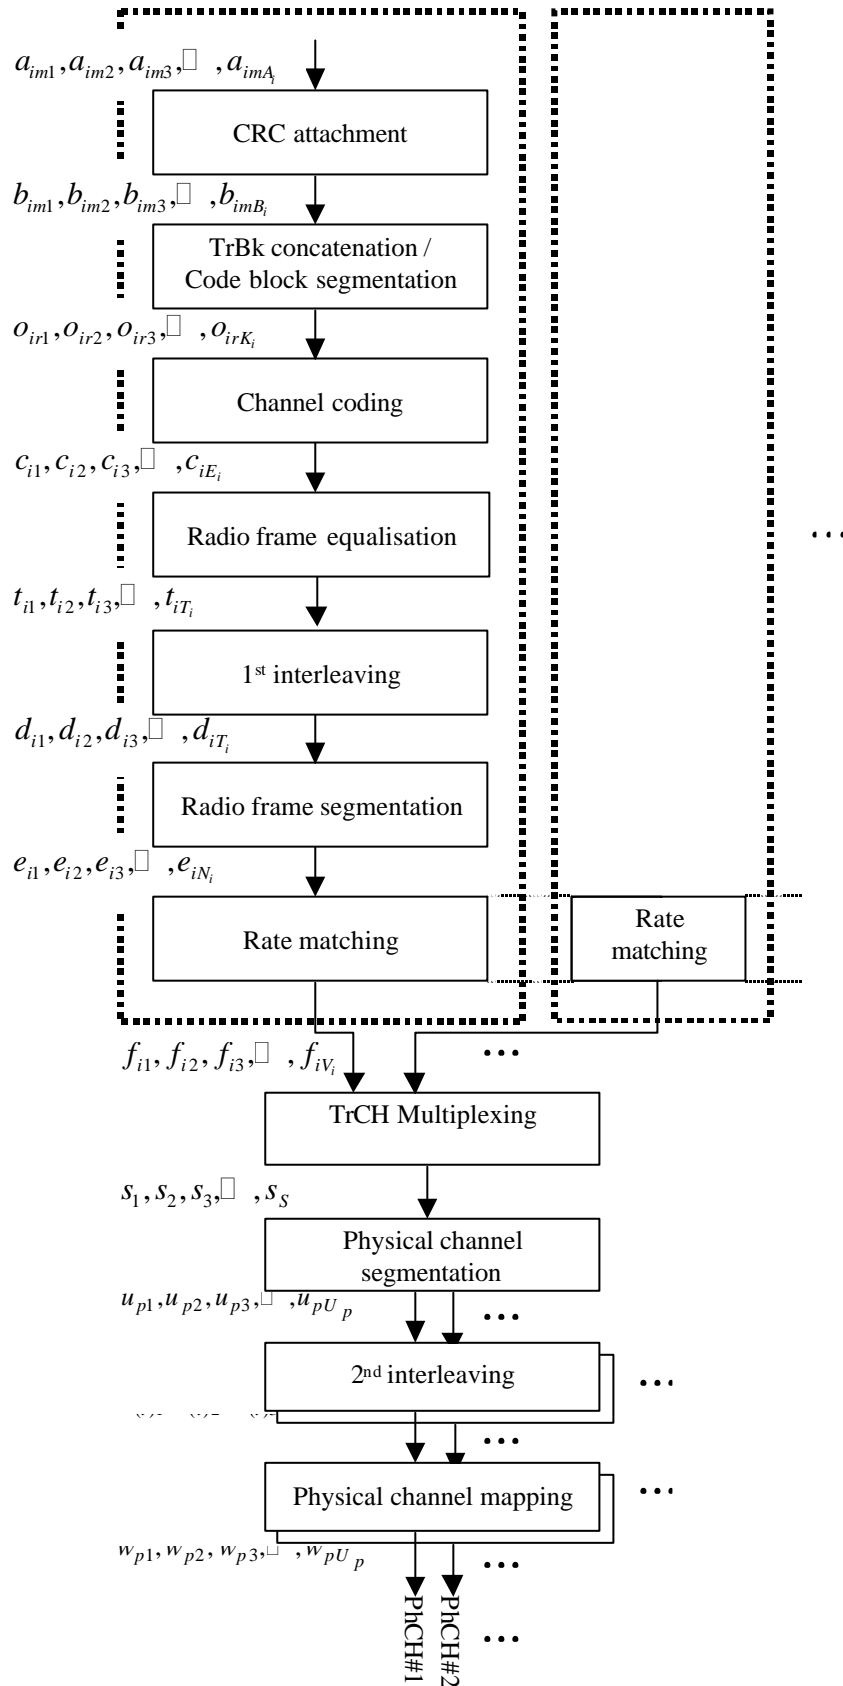 a_im1, a_im2, a_im3,□ , a_imA_i
CRC attachment
b_im1, b_im2, b_im3,□ , b_imB_i
TrBk concatenation /
Code block segmentation
o_ir1, o_ir2, o_ir3,□ , o_irK_i
Channel coding
c_i1, c_i2, c_i3,□ , c_iE_i
Radio frame equalisation
...
t_i1, t_i2, t_i3,□ , t_iT_i
1st interleaving
d_i1, d_i2, d_i3,□ , d_iT_i
Radio frame segmentation
e_i1, e_i2, e_i3,□ , e_iN_i
Rate matching
Rate
matching
f_i1, f_i2, f_i3,□ , f_iV_i
...
TrCH Multiplexing
s_1, s_2, s_3,□ , s_S
Physical channel
segmentation
u_p1, u_p2, u_p3,□ , u_pU_p
...
2nd interleaving
...
...
Physical channel mapping
...
w_p1, w_p2, w_p3,□ , w_pU_p
...
PhCH#1
PhCH#2
...